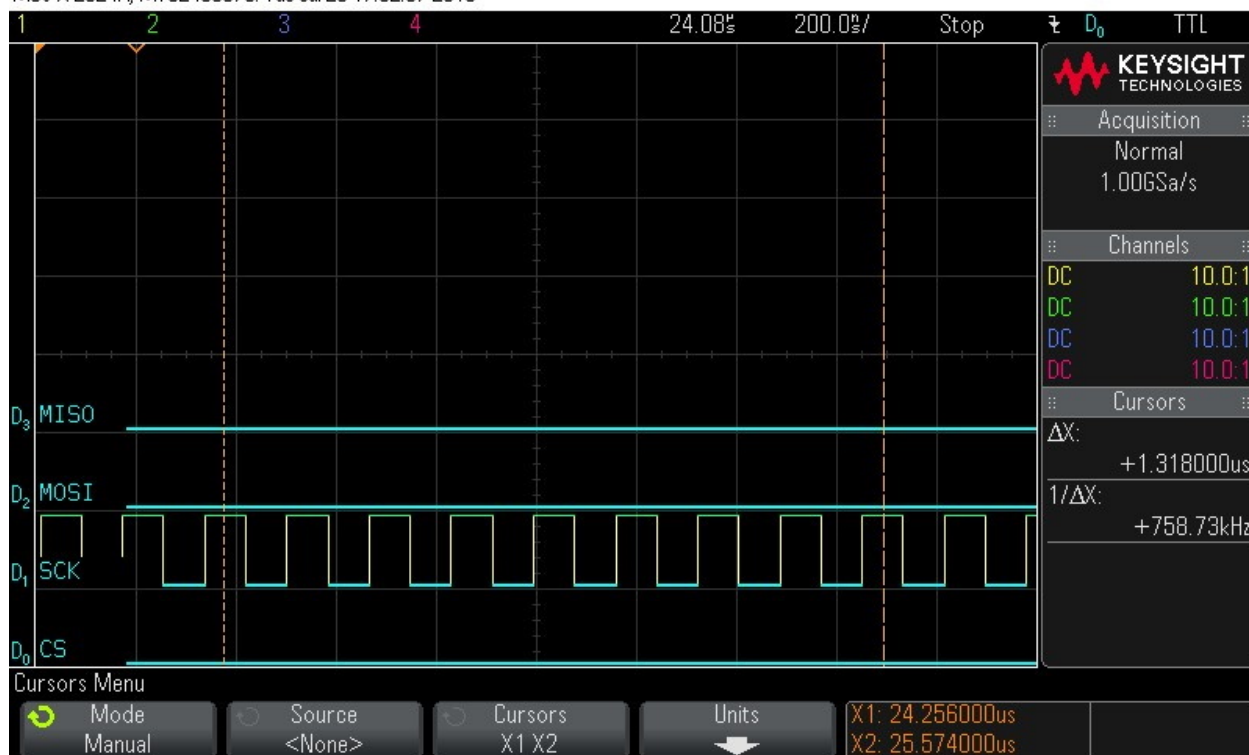 1 2 3 4 24.08㎲ 200.0㎱/ Stop D₀ TTL
KEYSIGHT
TECHNOLOGIES
Acquisition
Normal
1.00GSa/s
Channels
DC 10.0:1
DC 10.0:1
DC 10.0:1
DC 10.0:1
Cursors
ΔX:
+1.318000us
1/ΔX:
+758.73kHz
D₃ MISO
D₂ MOSI
D₁ SCK
D₀ CS
Cursors Menu
Mode
Manual
Source
<None>
Cursors
X1 X2
Units
X1: 24.256000us
X2: 25.574000us